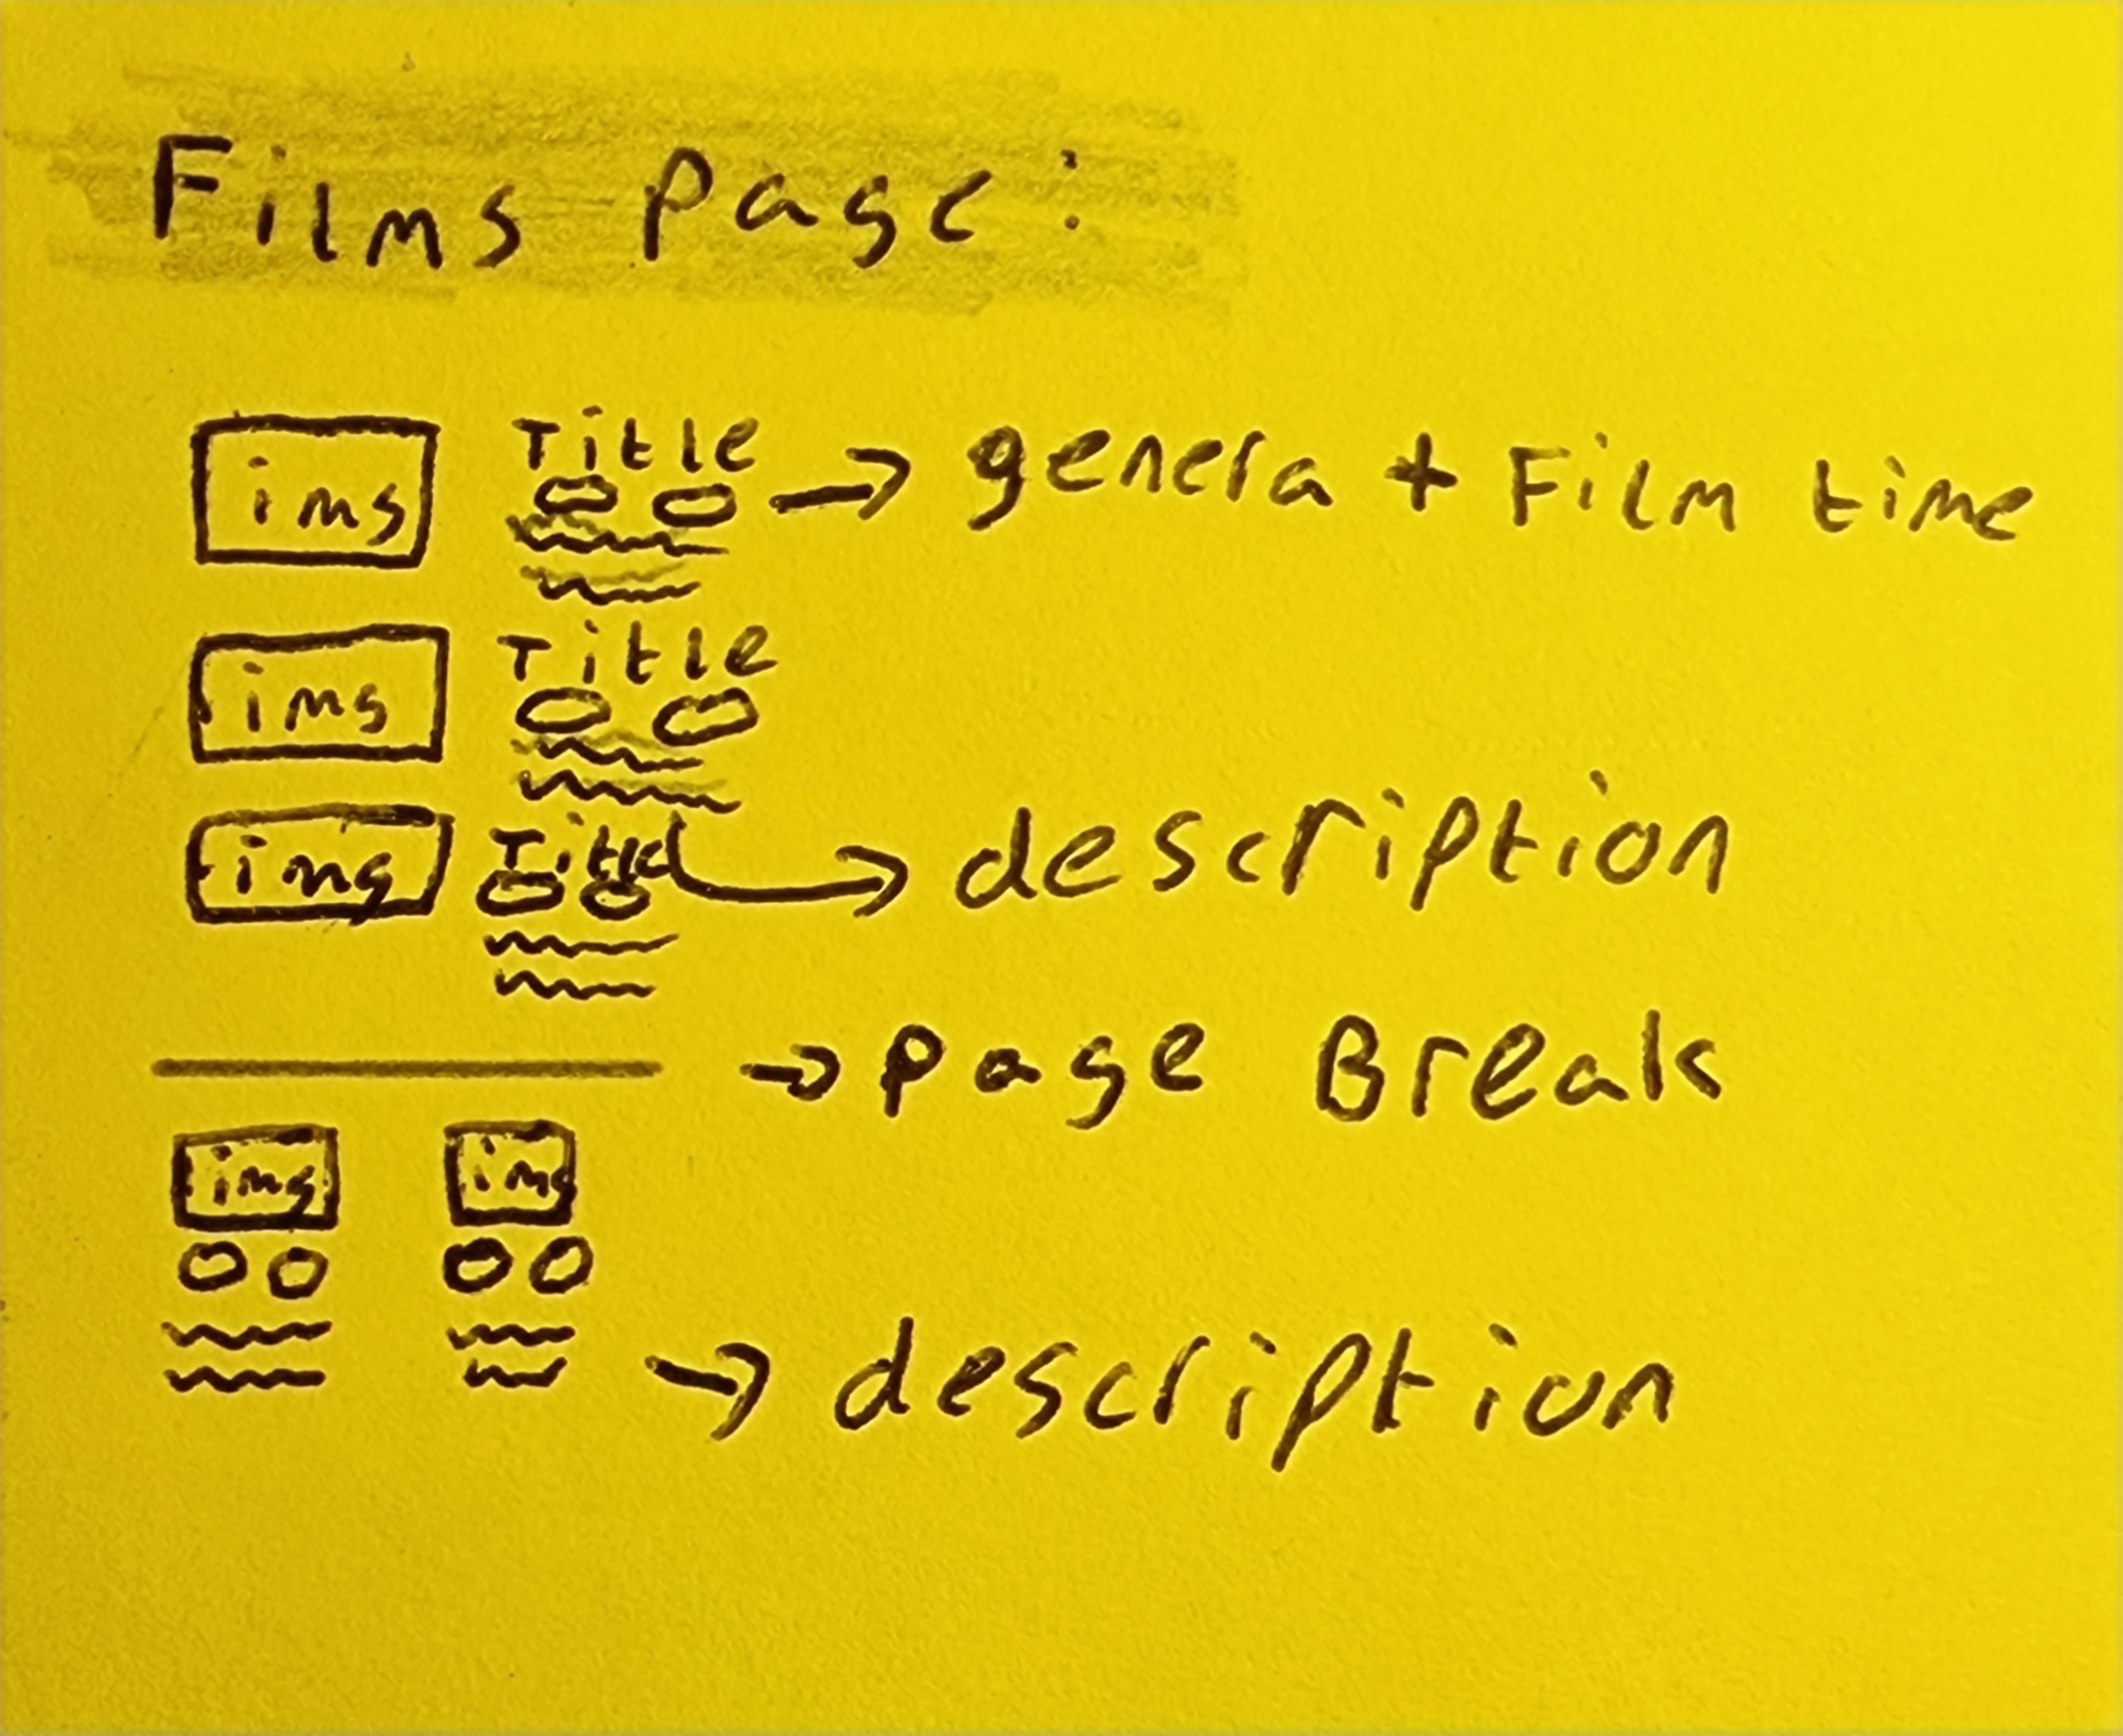 Films Page:
img Title → genera + Film time
img Title
img Title → description
→ Page Break
img img
→ description